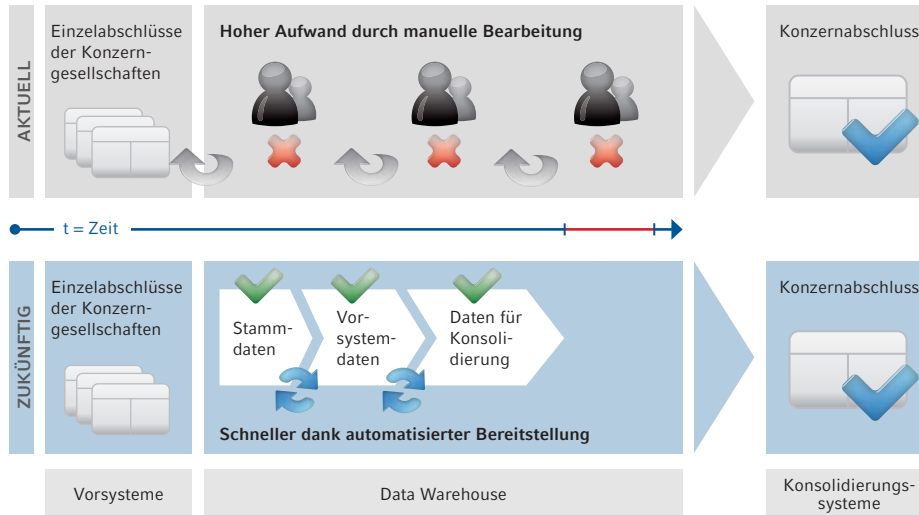 AKTUELL
Einzelabschlüsse
der Konzern-
gesellschaften
Hoher Aufwand durch manuelle Bearbeitung
Konzernabschluss
t = Zeit
ZUKÜNFTIG
Einzelabschlüsse
der Konzern-
gesellschaften
Stamm-
daten
Vor-
system-
daten
Daten für
Konsoli-
dierung
Schneller dank automatisierter Bereitstellung
Konzernabschluss
Vorsysteme
Data Warehouse
Konsolidierungs-
systeme